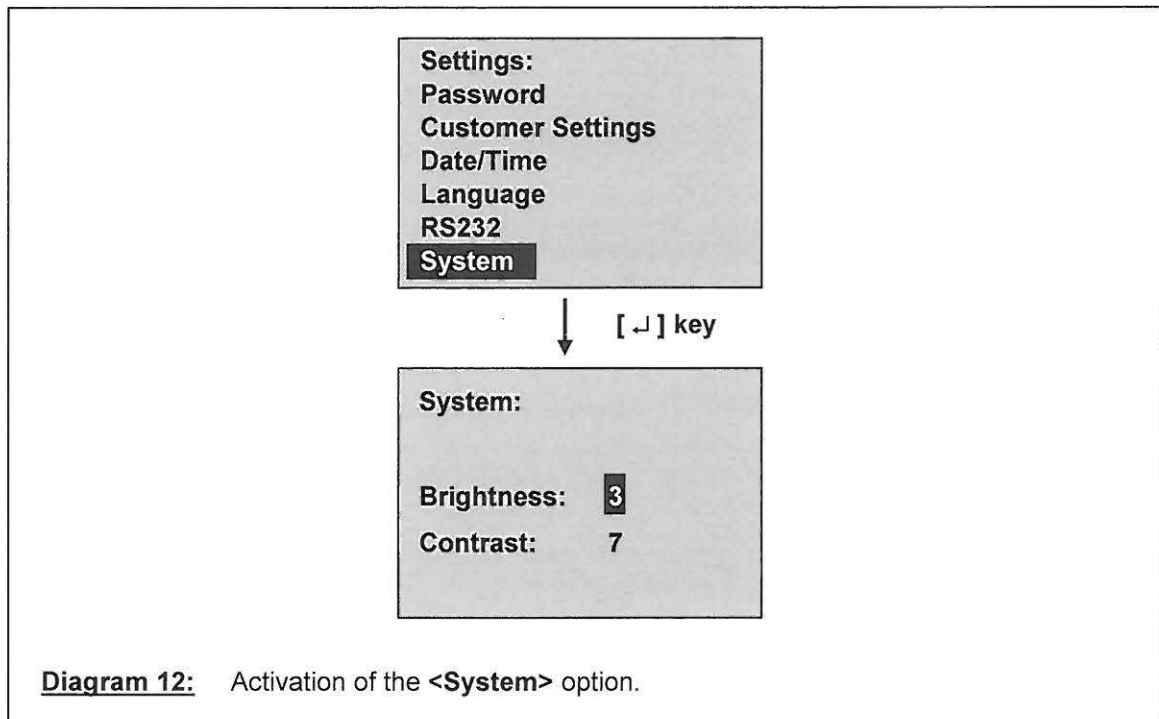 Settings:
Password
Customer Settings
Date/Time
Language
RS232
System
[ ↵ ] key
System:
Brightness: 3
Contrast: 7
Diagram 12: Activation of the <System> option.